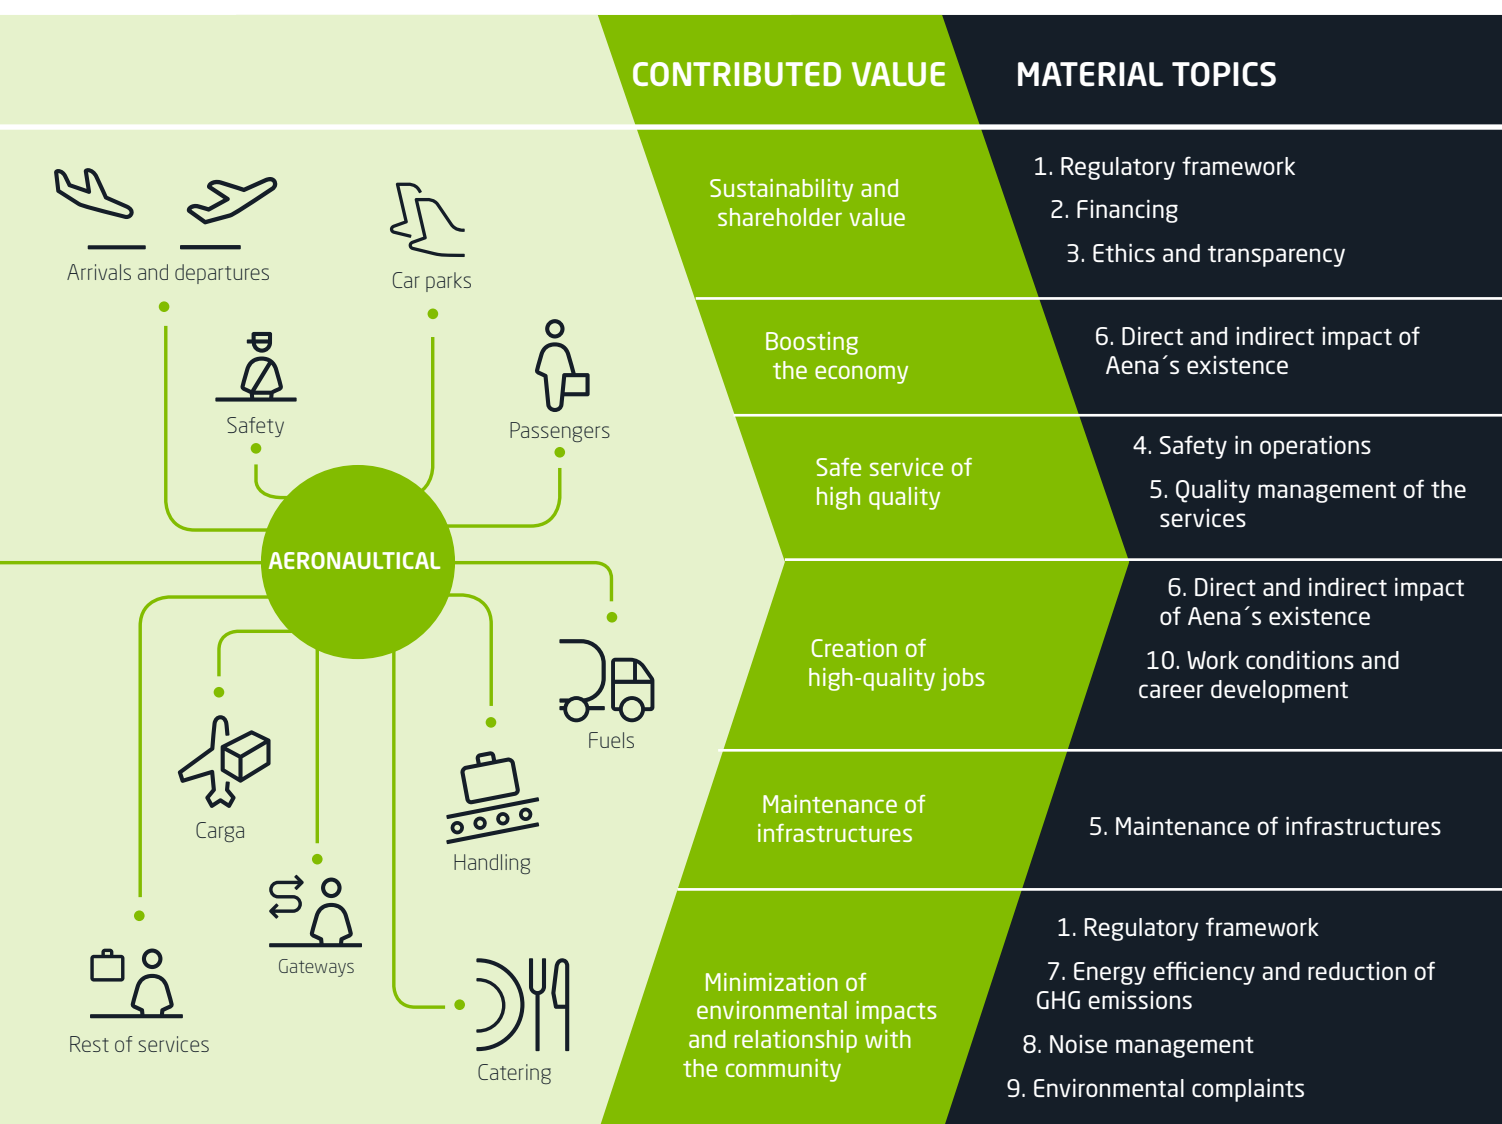 CONTRIBUTED VALUE
MATERIAL TOPICS
Arrivals and departures
Car parks
Safety
Passengers
AERONAULTICAL
Fuels
Carga
Handling
Gateways
Rest of services
Catering
Sustainability and
shareholder value
1. Regulatory framework
2. Financing
3. Ethics and transparency
Boosting
the economy
6. Direct and indirect impact of
Aena´s existence
Safe service of
high quality
4. Safety in operations
5. Quality management of the
services
Creation of
high-quality jobs
6. Direct and indirect impact
of Aena´s existence
10. Work conditions and
career development
Maintenance of
infrastructures
5. Maintenance of infrastructures
Minimization of
environmental impacts
and relationship with
the community
1. Regulatory framework
7. Energy efficiency and reduction of
GHG emissions
8. Noise management
9. Environmental complaints